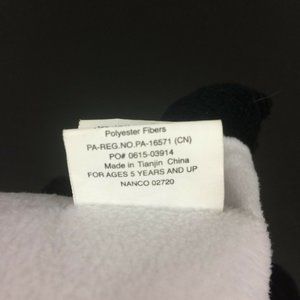 Polyester Fibers
PA-REG.NO.PA-16571 (CN)
PO# 0615-03914
Made in Tianjin China
FOR AGES 5 YEARS AND UP
NANCO 02720